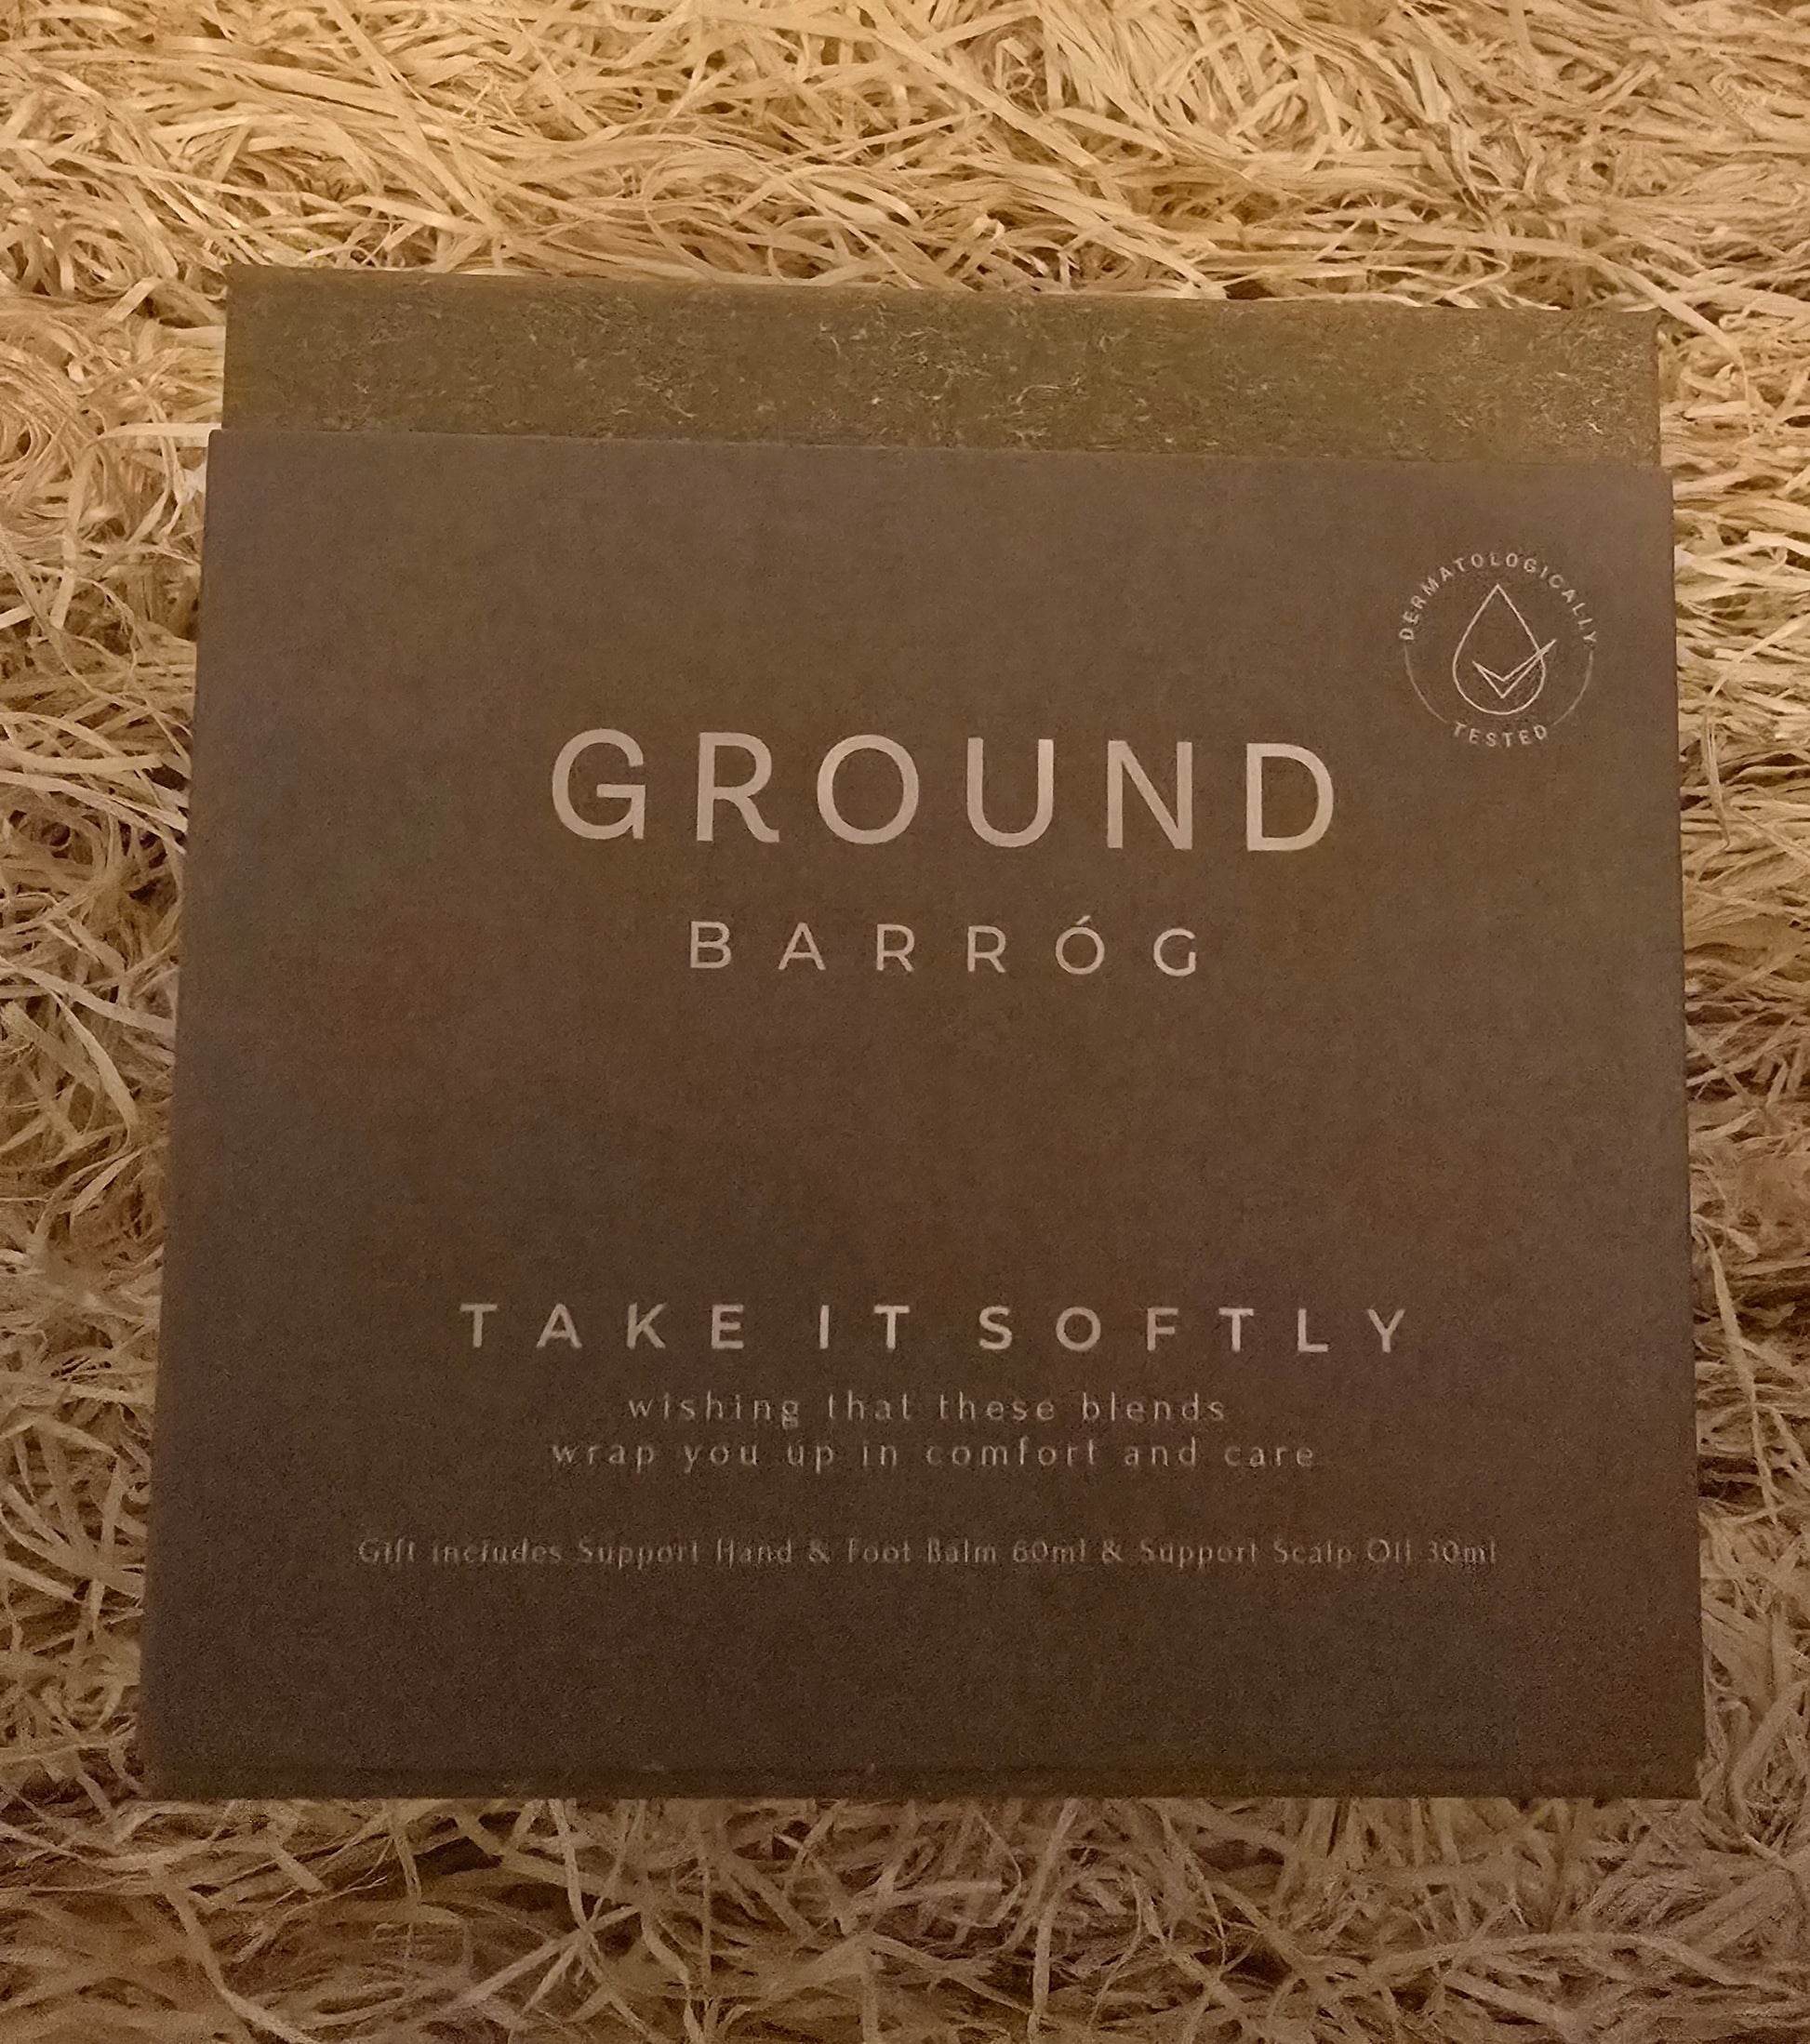 DERMATOLOGICALLY
TESTED
GROUND
BARRÓG
TAKE IT SOFTLY
wishing that these blends
wrap you up in comfort and care
Gift includes Support Hand & Foot Balm 60ml & Support Scalp Oil 30ml